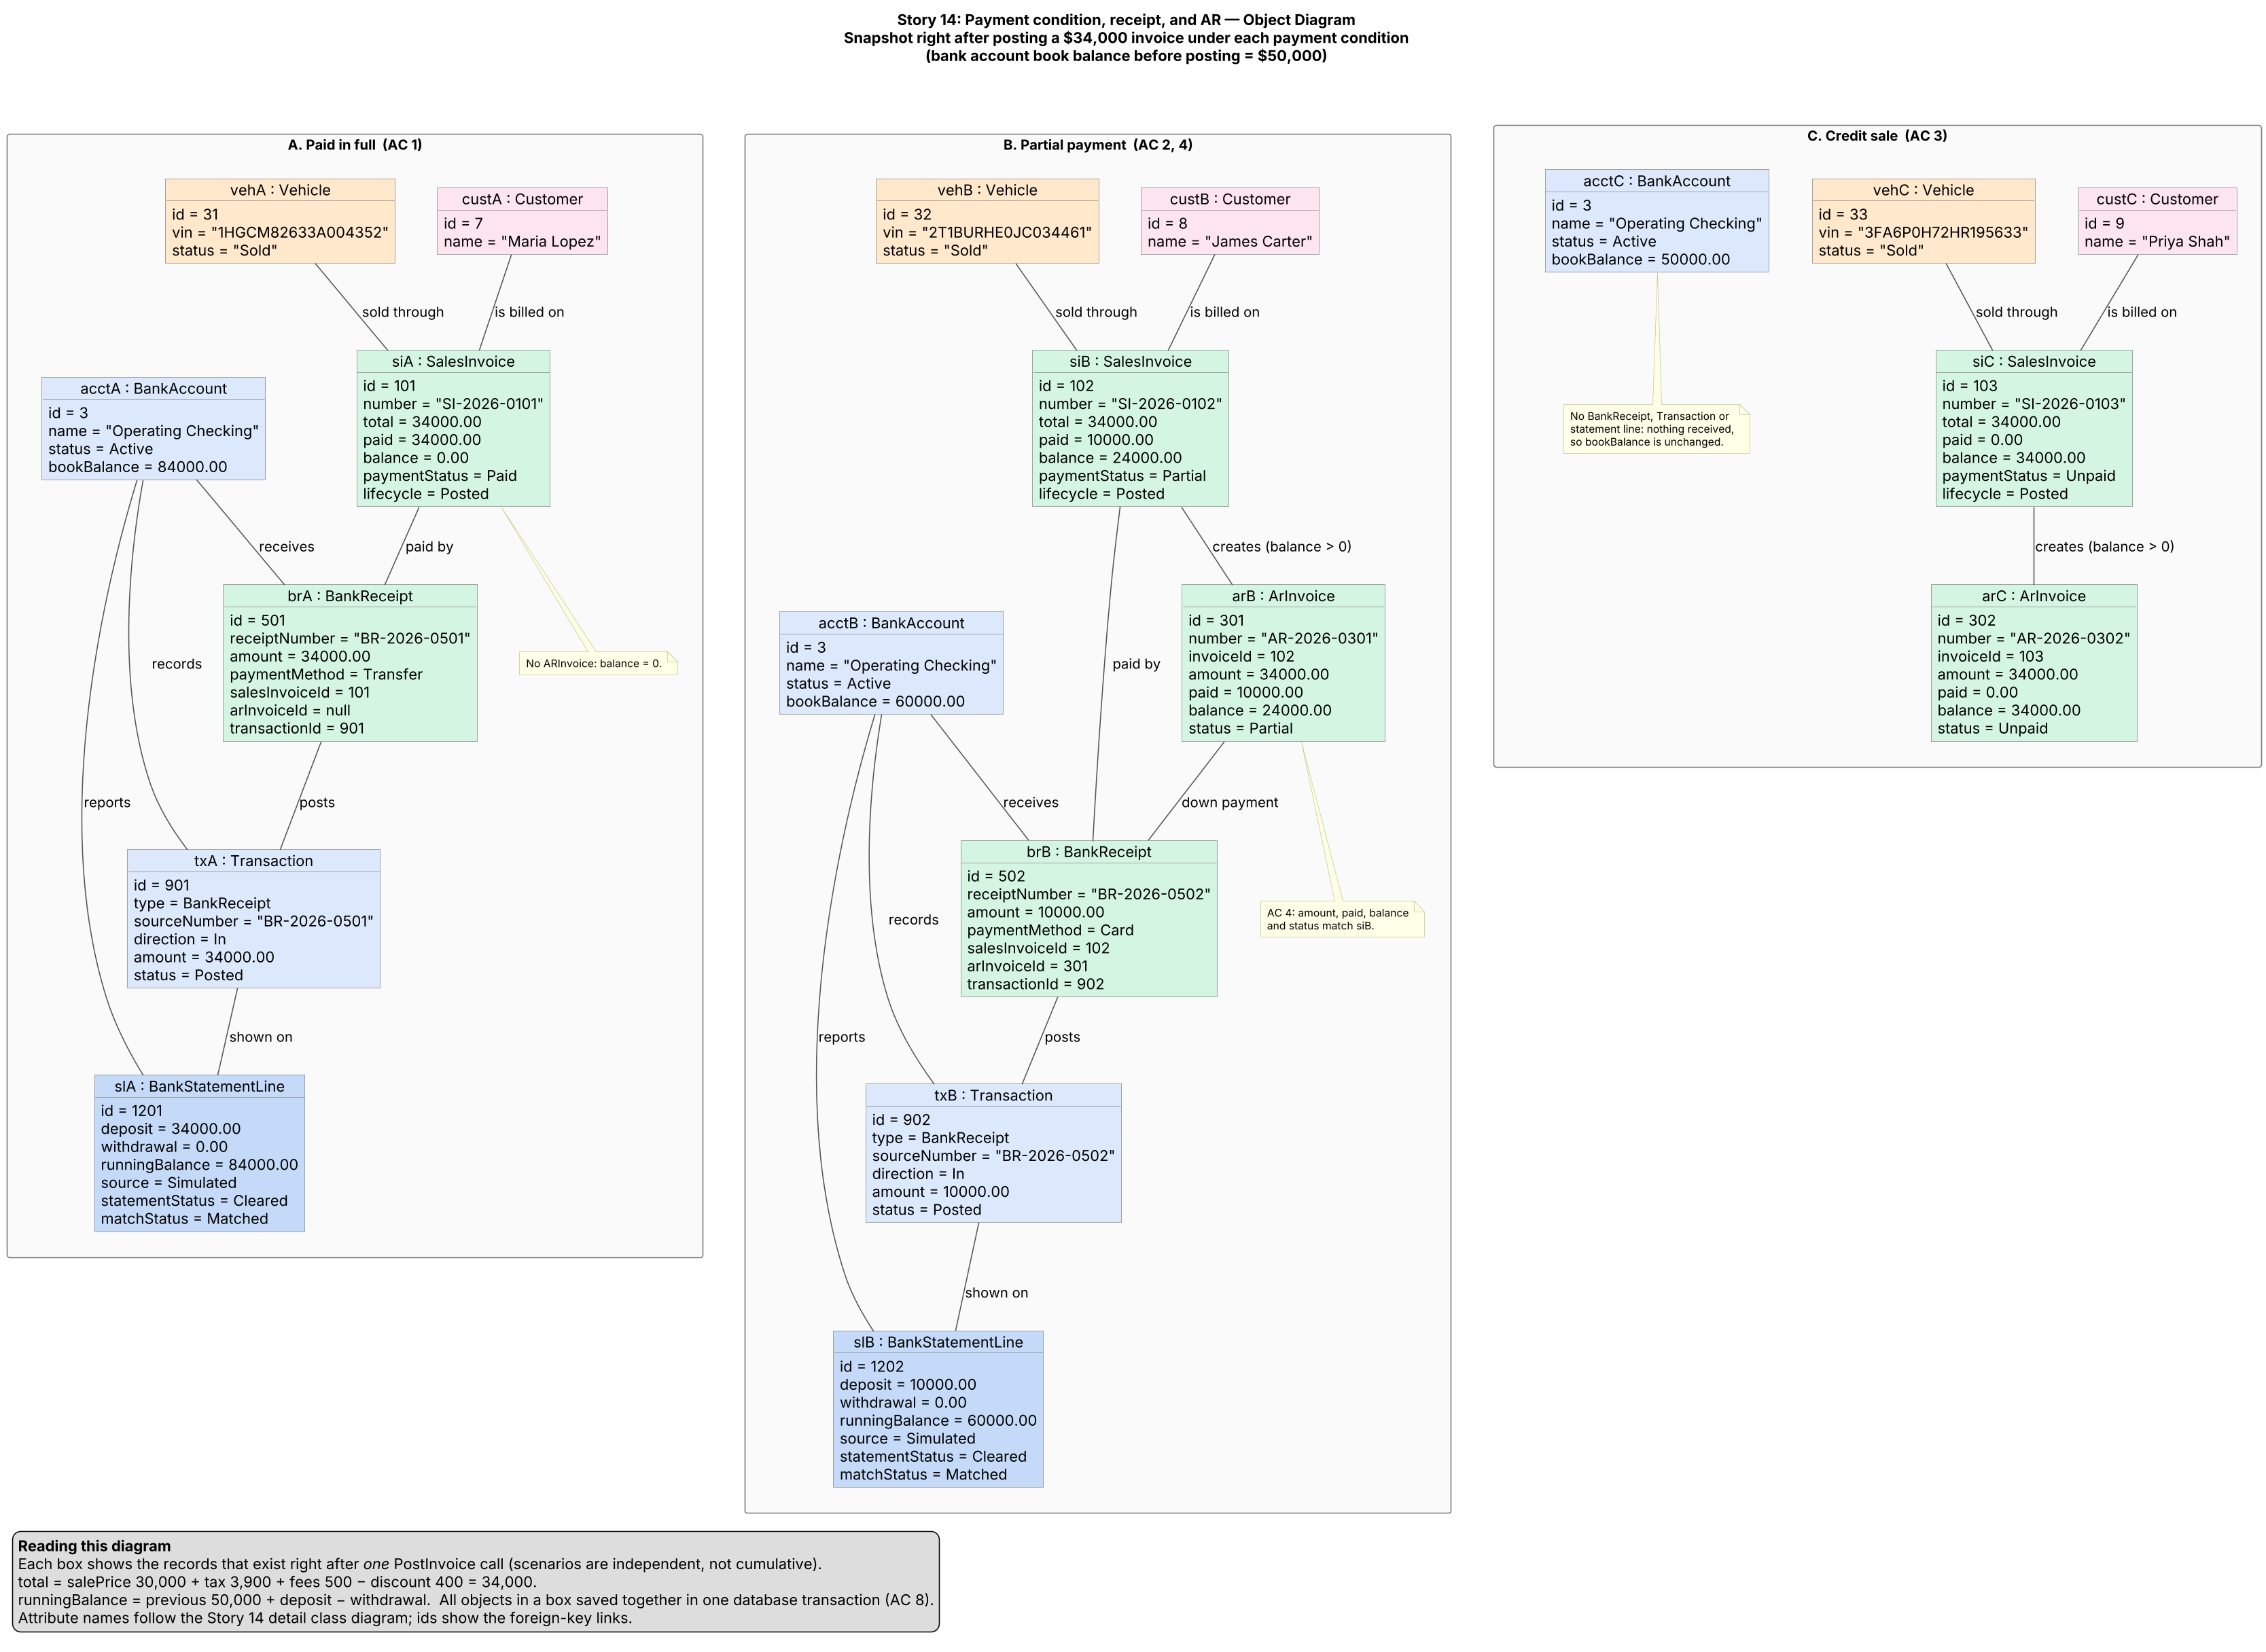 Story 14: Payment condition, receipt, and AR — Object Diagram
Snapshot right after posting a $34,000 invoice under each payment condition
(bank account book balance before posting = $50,000)
A. Paid in full (AC 1)
vehA : Vehicle
id = 31
vin = "1HGCM82633A004352"
status = "Sold"
custA : Customer
id = 7
name = "Maria Lopez"
sold through
is billed on
siA : SalesInvoice
id = 101
number = "SI-2026-0101"
total = 34000.00
paid = 34000.00
balance = 0.00
paymentStatus = Paid
lifecycle = Posted
acctA : BankAccount
id = 3
name = "Operating Checking"
status = Active
bookBalance = 84000.00
receives
paid by
brA : BankReceipt
id = 501
receiptNumber = "BR-2026-0501"
amount = 34000.00
paymentMethod = Transfer
salesInvoiceId = 101
arInvoiceId = null
transactionId = 901
No ARInvoice: balance = 0.
records
reports
posts
txA : Transaction
id = 901
type = BankReceipt
sourceNumber = "BR-2026-0501"
direction = In
amount = 34000.00
status = Posted
shown on
slA : BankStatementLine
id = 1201
deposit = 34000.00
withdrawal = 0.00
runningBalance = 84000.00
source = Simulated
statementStatus = Cleared
matchStatus = Matched
B. Partial payment (AC 2, 4)
vehB : Vehicle
id = 32
vin = "2T1BURHE0JC034461"
status = "Sold"
custB : Customer
id = 8
name = "James Carter"
sold through
is billed on
siB : SalesInvoice
id = 102
number = "SI-2026-0102"
total = 34000.00
paid = 10000.00
balance = 24000.00
paymentStatus = Partial
lifecycle = Posted
creates (balance > 0)
arB : ArInvoice
id = 301
number = "AR-2026-0301"
invoiceId = 102
amount = 34000.00
paid = 10000.00
balance = 24000.00
status = Partial
acctB : BankAccount
id = 3
name = "Operating Checking"
status = Active
bookBalance = 60000.00
paid by
receives
down payment
brB : BankReceipt
id = 502
receiptNumber = "BR-2026-0502"
amount = 10000.00
paymentMethod = Card
salesInvoiceId = 102
arInvoiceId = 301
transactionId = 902
AC 4: amount, paid, balance
and status match siB.
records
reports
posts
txB : Transaction
id = 902
type = BankReceipt
sourceNumber = "BR-2026-0502"
direction = In
amount = 10000.00
status = Posted
shown on
slB : BankStatementLine
id = 1202
deposit = 10000.00
withdrawal = 0.00
runningBalance = 60000.00
source = Simulated
statementStatus = Cleared
matchStatus = Matched
C. Credit sale (AC 3)
acctC : BankAccount
id = 3
name = "Operating Checking"
status = Active
bookBalance = 50000.00
vehC : Vehicle
id = 33
vin = "3FA6P0H72HR195633"
status = "Sold"
custC : Customer
id = 9
name = "Priya Shah"
sold through
is billed on
No BankReceipt, Transaction or
statement line: nothing received,
so bookBalance is unchanged.
siC : SalesInvoice
id = 103
number = "SI-2026-0103"
total = 34000.00
paid = 0.00
balance = 34000.00
paymentStatus = Unpaid
lifecycle = Posted
creates (balance > 0)
arC : ArInvoice
id = 302
number = "AR-2026-0302"
invoiceId = 103
amount = 34000.00
paid = 0.00
balance = 34000.00
status = Unpaid
Reading this diagram
Each box shows the records that exist right after one PostInvoice call (scenarios are independent, not cumulative).
total = salePrice 30,000 + tax 3,900 + fees 500 − discount 400 = 34,000.
runningBalance = previous 50,000 + deposit − withdrawal. All objects in a box saved together in one database transaction (AC 8).
Attribute names follow the Story 14 detail class diagram; ids show the foreign-key links.